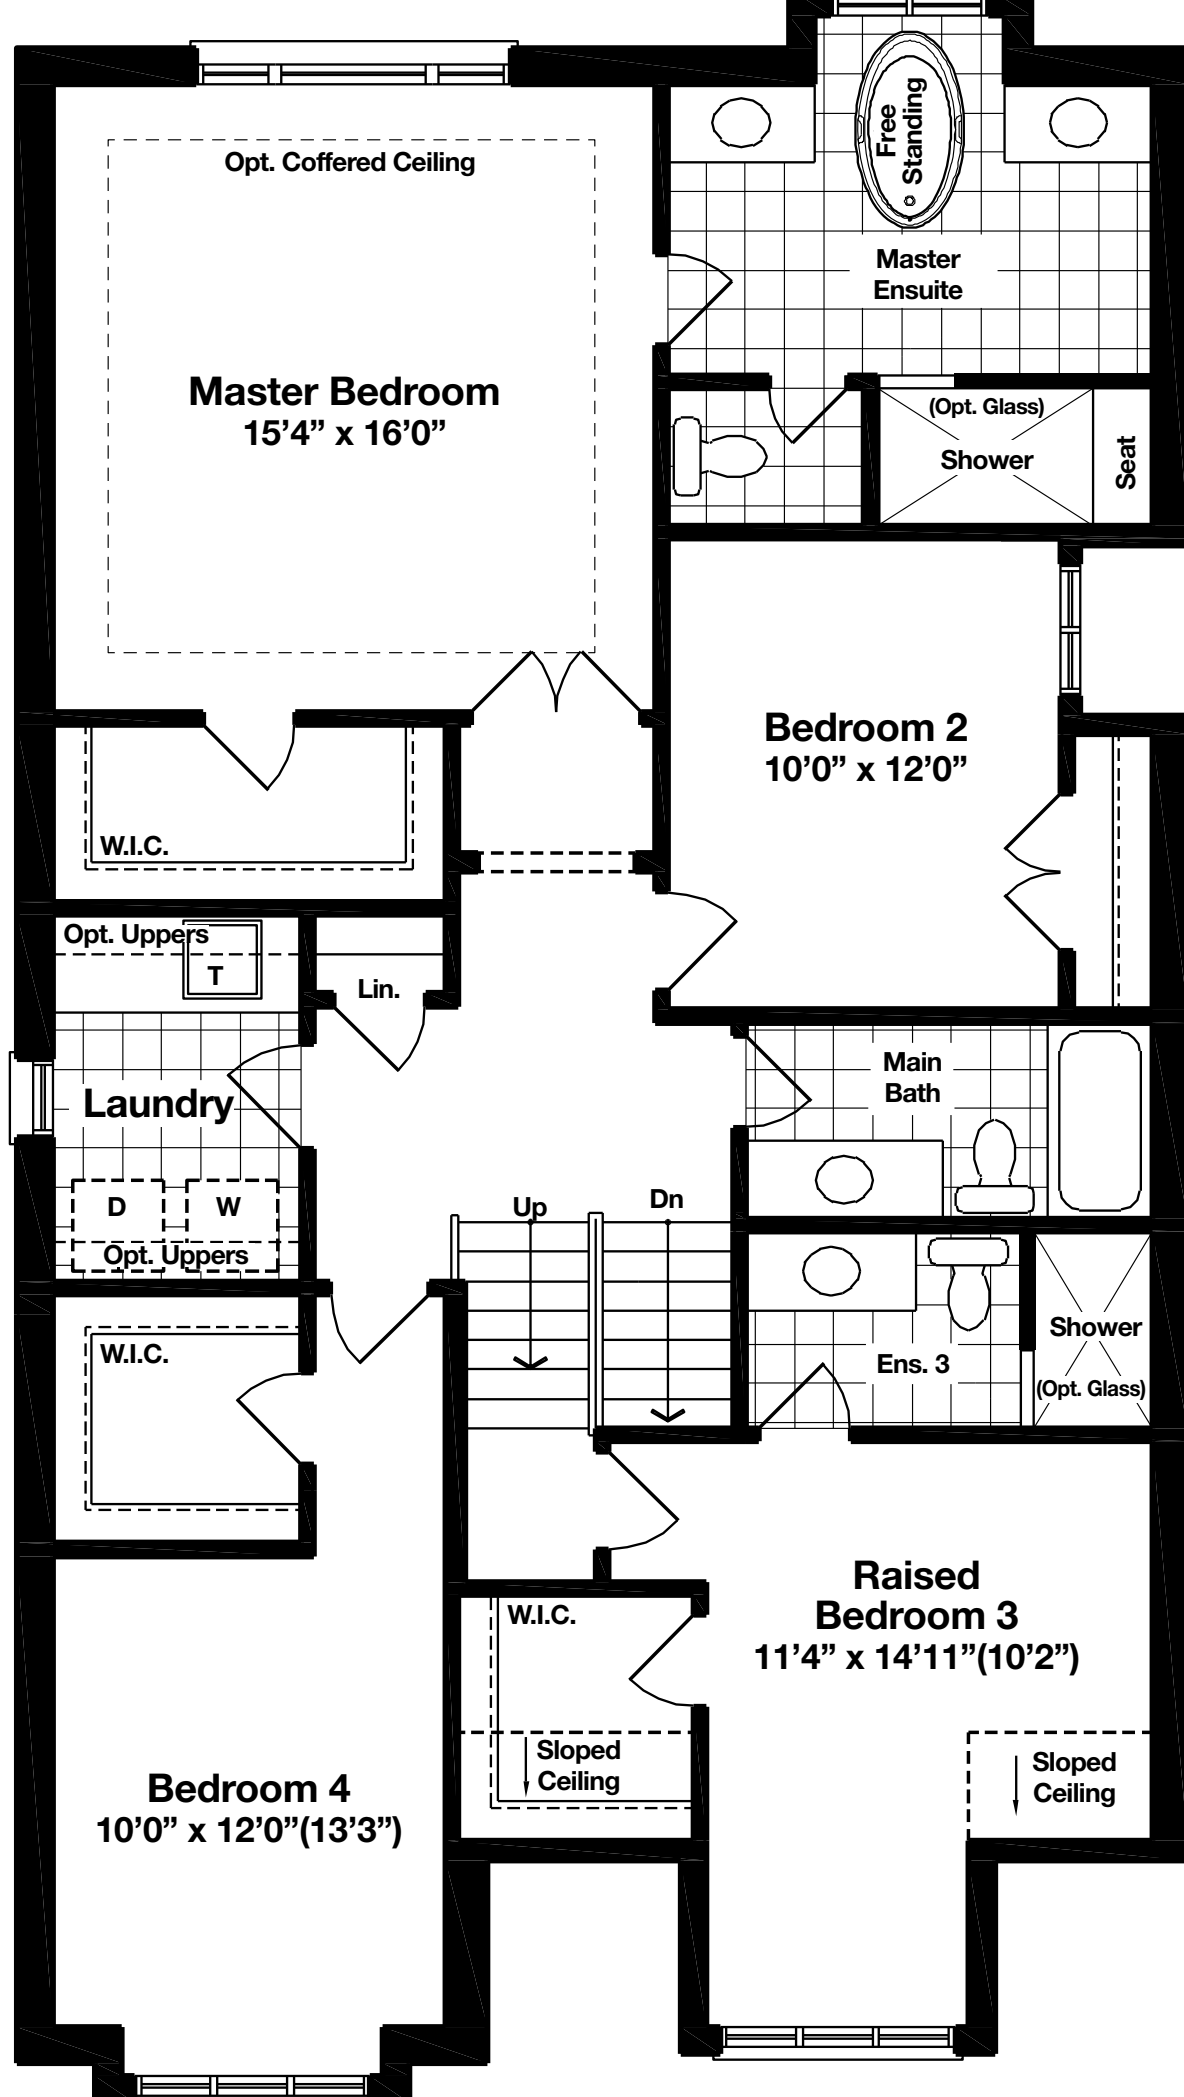 Opt. Coffered Ceiling
Free
Standing
Master
Ensuite
Master Bedroom
15’4” x 16’0”
(Opt. Glass)
Shower
Seat
Bedroom 2
10’0” x 12’0”
W.I.C.
Opt. Uppers
T
Lin.
Laundry
Main
Bath
D
W
Opt. Uppers
Up
Dn
W.I.C.
Ens. 3
Shower
(Opt. Glass)
Raised
Bedroom 3
11’4” x 14’11”(10’2”)
W.I.C.
Sloped
Ceiling
Sloped
Ceiling
Bedroom 4
10’0” x 12’0”(13’3”)